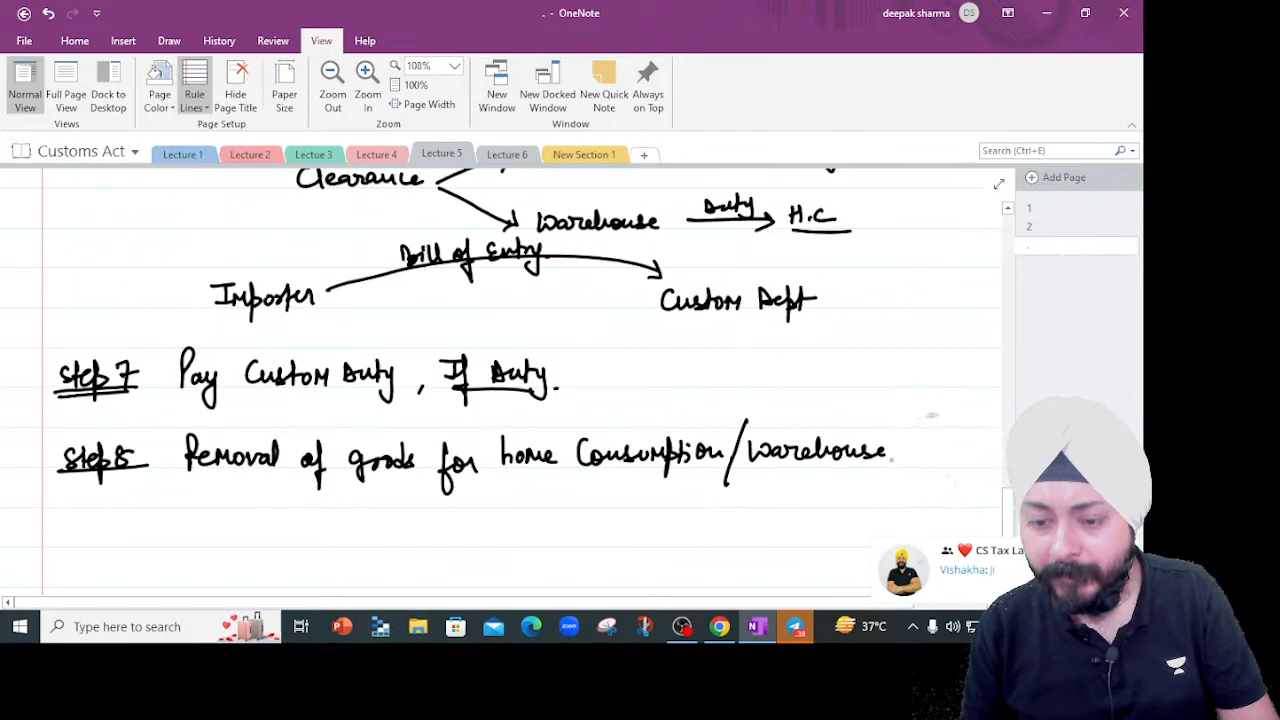 . - OneNote
deepak sharma
DS
File Home Insert Draw History Review View Help
Normal View
Full Page View
Dock to Desktop
Views
Page Color
Rule Lines
Hide Page Title
Paper Size
Page Setup
Zoom Out
Zoom In
108%
100%
Page Width
Zoom
New Window
New Docked Window
New Quick Note
Always on Top
Window
Customs Act
Lecture 1
Lecture 2
Lectue 3
Lecture 4
Lecture 5
Lecture 6
New Section 1
+
Search (Ctrl+E)
Add Page
1
2
.
Clearance
Warehouse
Duty
H.C
Bill of Entry
Importer
Custom Dept
Step 7 Pay Custom Duty, If Duty.
Step 8 Removal of goods for home Consumption/Warehouse.
CS Tax La
Vishakha: ji
Type here to search
38
37°C